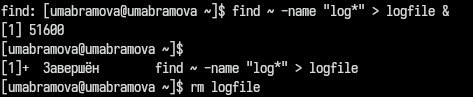 find: [umabramova@umabramova ~]$ find ~ -name "log*" > logfile &
[1] 51600
[umabramova@umabramova ~]$
[1]+  Завершён        find ~ -name "log*" > logfile
[umabramova@umabramova ~]$ rm logfile